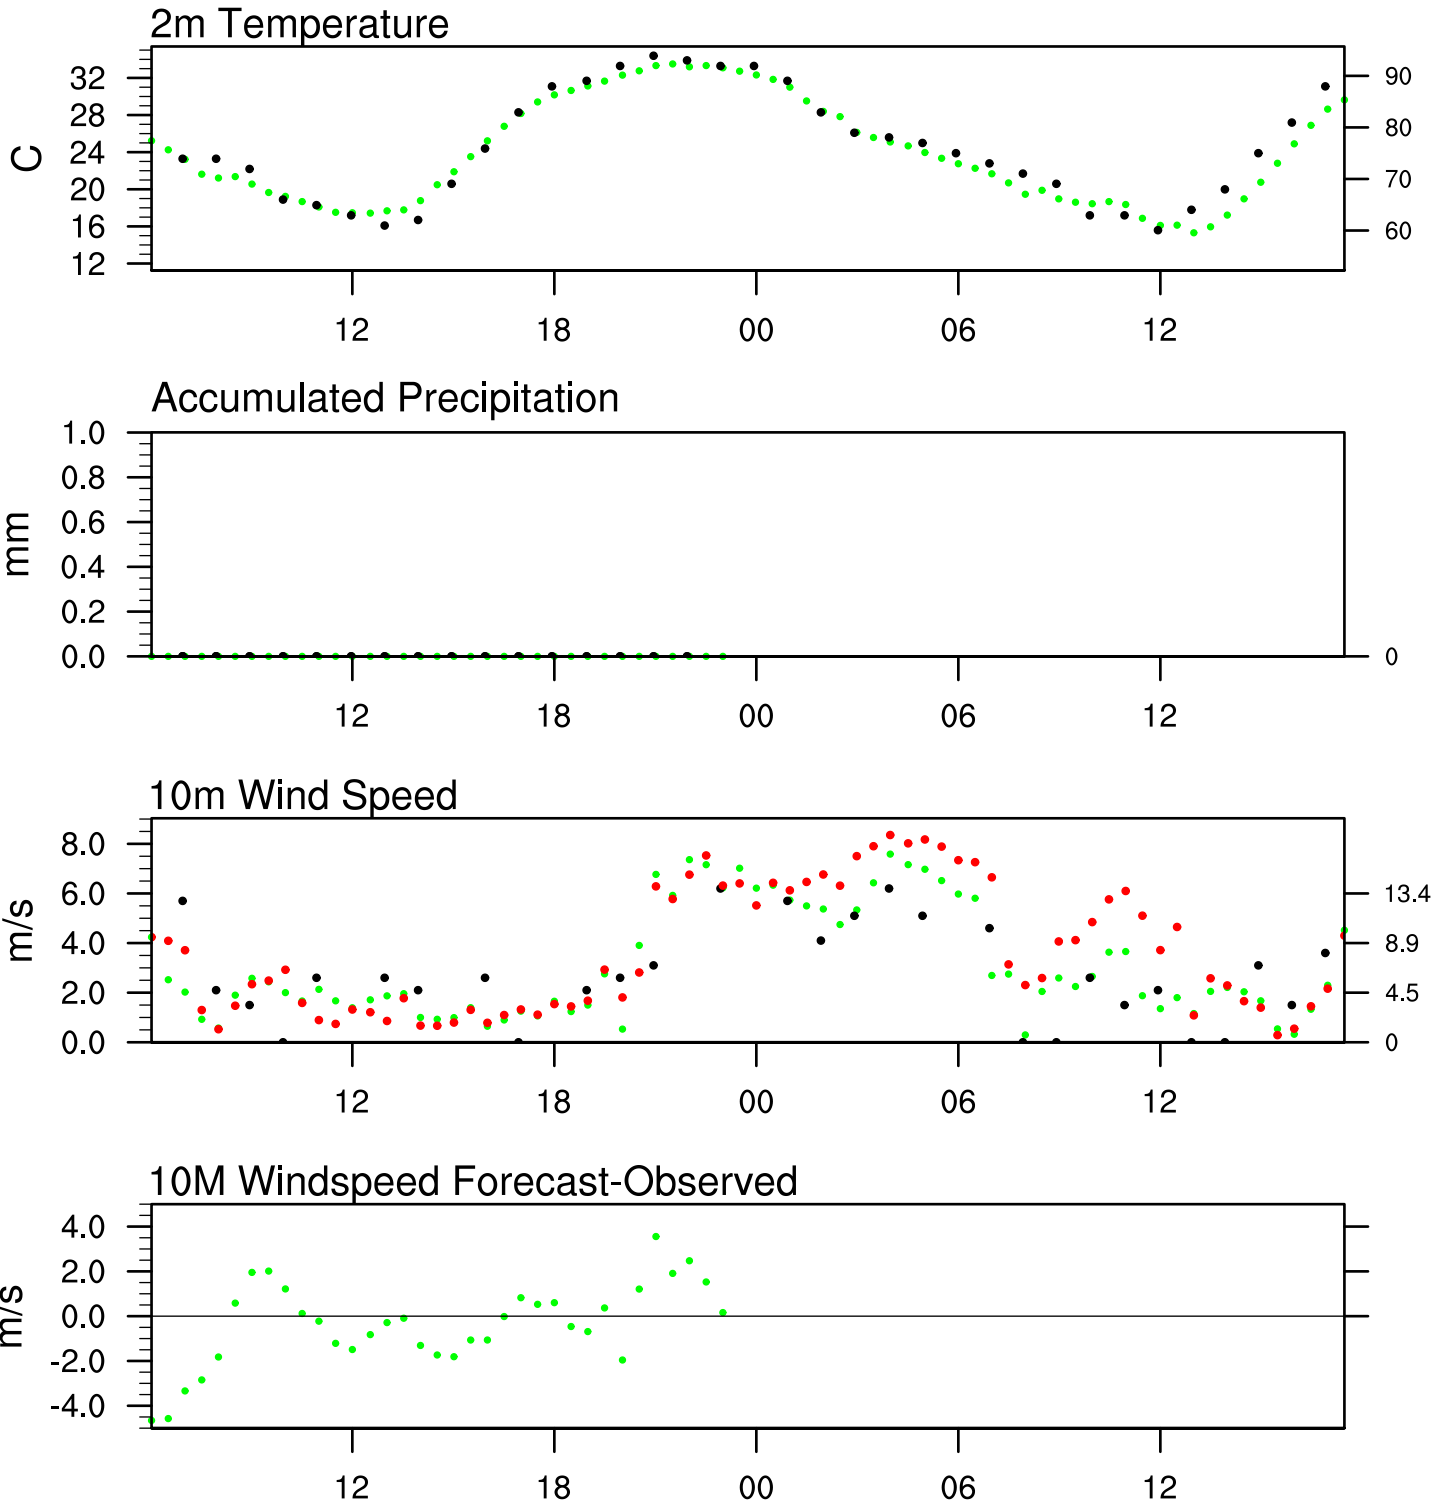 2m Temperature
32
28
24
20
16
12
C
90
80
70
60
12 18 00 06 12
Accumulated Precipitation
1.0
0.8
0.6
0.4
0.2
0.0
mm
0
12 18 00 06 12
10m Wind Speed
8.0
6.0
4.0
2.0
0.0
m/s
13.4
8.9
4.5
0
12 18 00 06 12
10M Windspeed Forecast-Observed
4.0
2.0
0.0
-2.0
-4.0
m/s
12 18 00 06 12